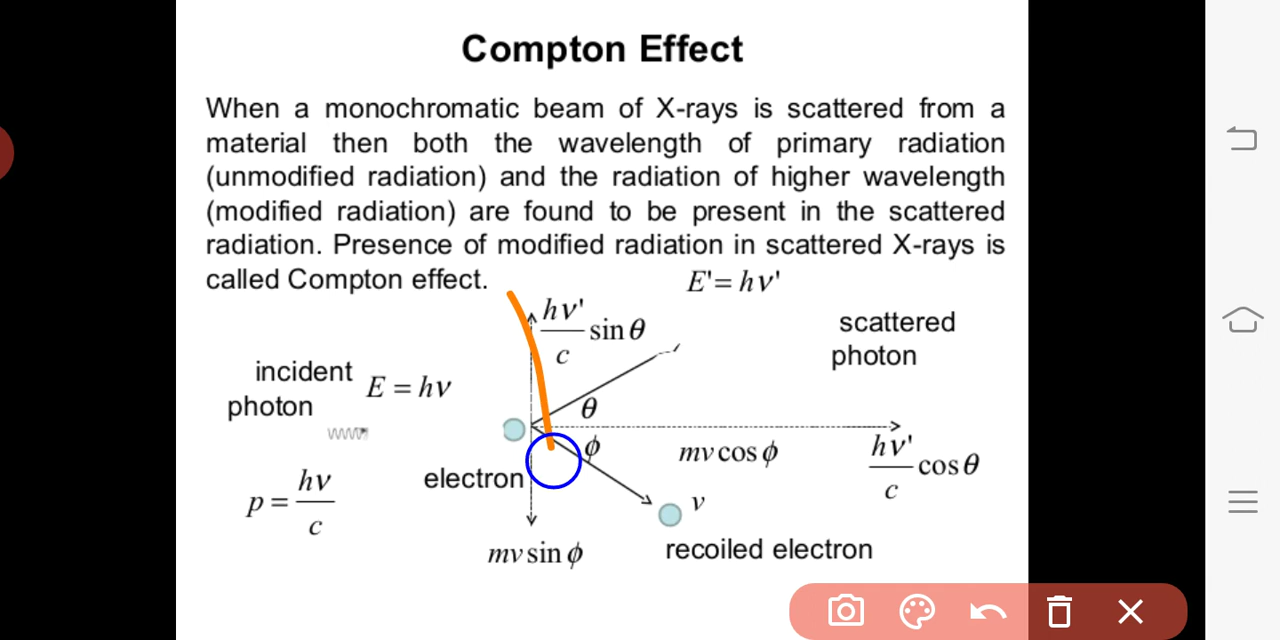 Compton Effect
When a monochromatic beam of X-rays is scattered from a
material then both the wavelength of primary radiation
(unmodified radiation) and the radiation of higher wavelength
(modified radiation) are found to be present in the scattered
radiation. Presence of modified radiation in scattered X-rays is
called Compton effect.
E'= hν'
hν'/c sin θ
scattered
photon
incident
photon
E = hν
θ
ϕ
mv cos ϕ
hν'/c cos θ
electron
p = hν/c
v
mv sin ϕ
recoiled electron